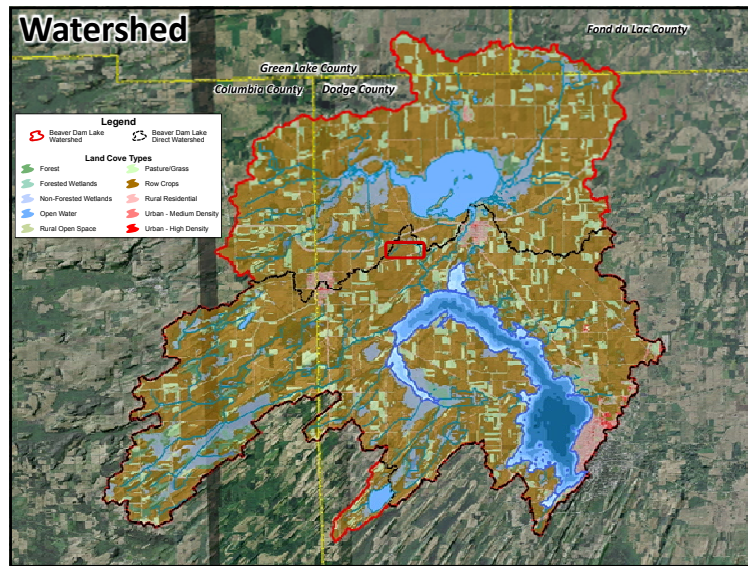 Watershed
Fond du Lac County
Green Lake County
Columbia County
Dodge County
Legend
Beaver Dam Lake
Watershed
Beaver Dam Lake
Direct Watershed
Land Cove Types
Forest
Pasture/Grass
Forested Wetlands
Row Crops
Non-Forested Wetlands
Rural Residential
Open Water
Urban - Medium Density
Rural Open Space
Urban - High Density